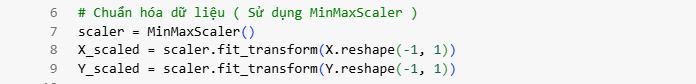 6 # Chuẩn hóa dữ liệu ( Sử dụng MinMaxScaler )
7 scaler = MinMaxScaler()
8 X_scaled = scaler.fit_transform(X.reshape(-1, 1))
9 Y_scaled = scaler.fit_transform(Y.reshape(-1, 1))